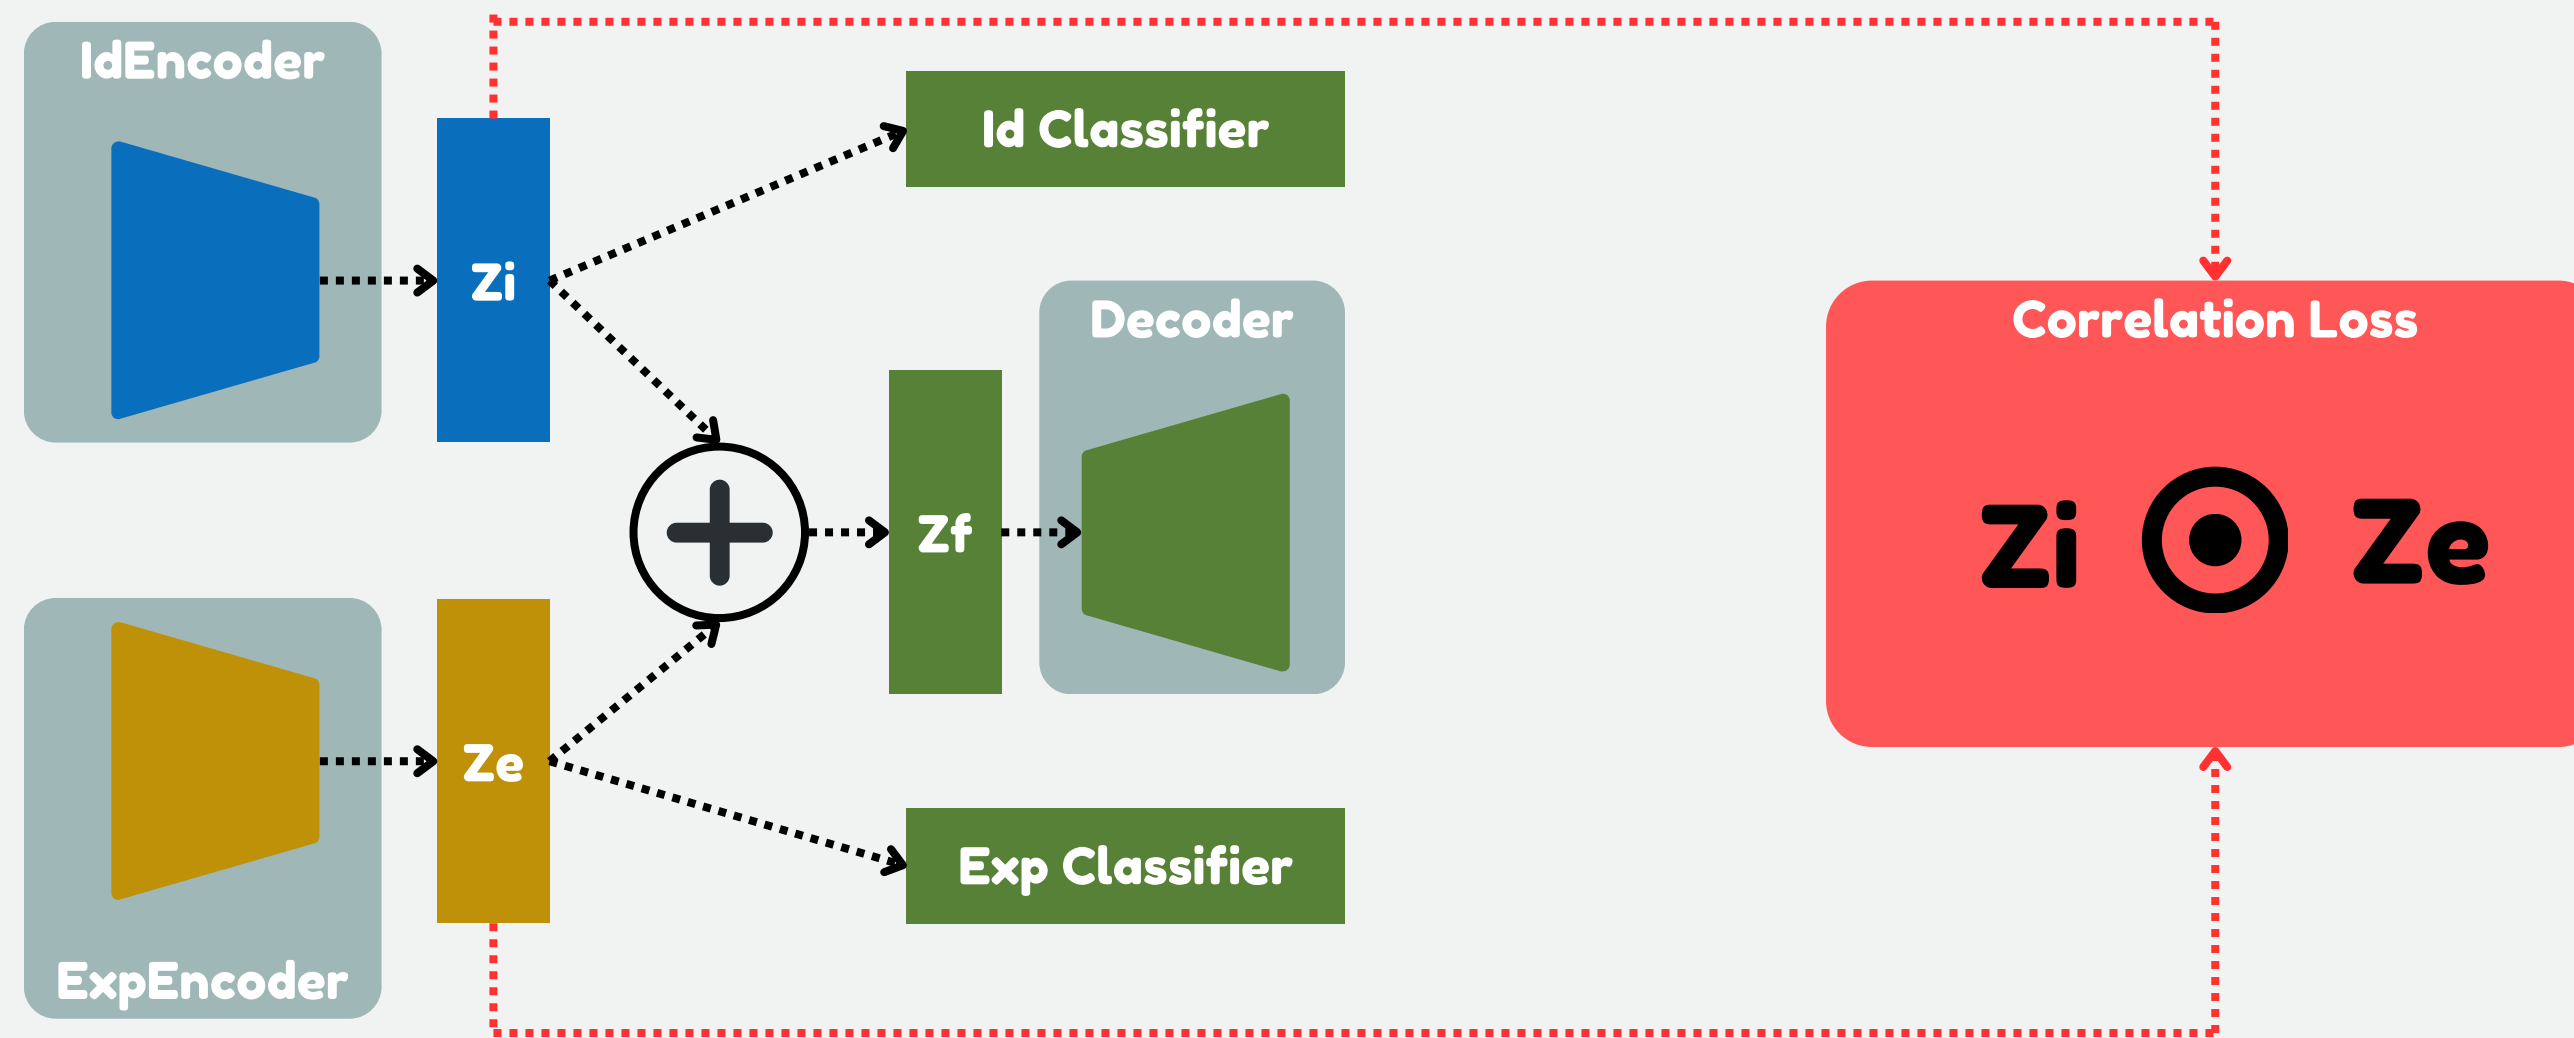 IdEncoder
Zi
Id Classifier
Decoder
Zf
Correlation Loss
Zi Ze
Ze
Exp Classifier
ExpEncoder